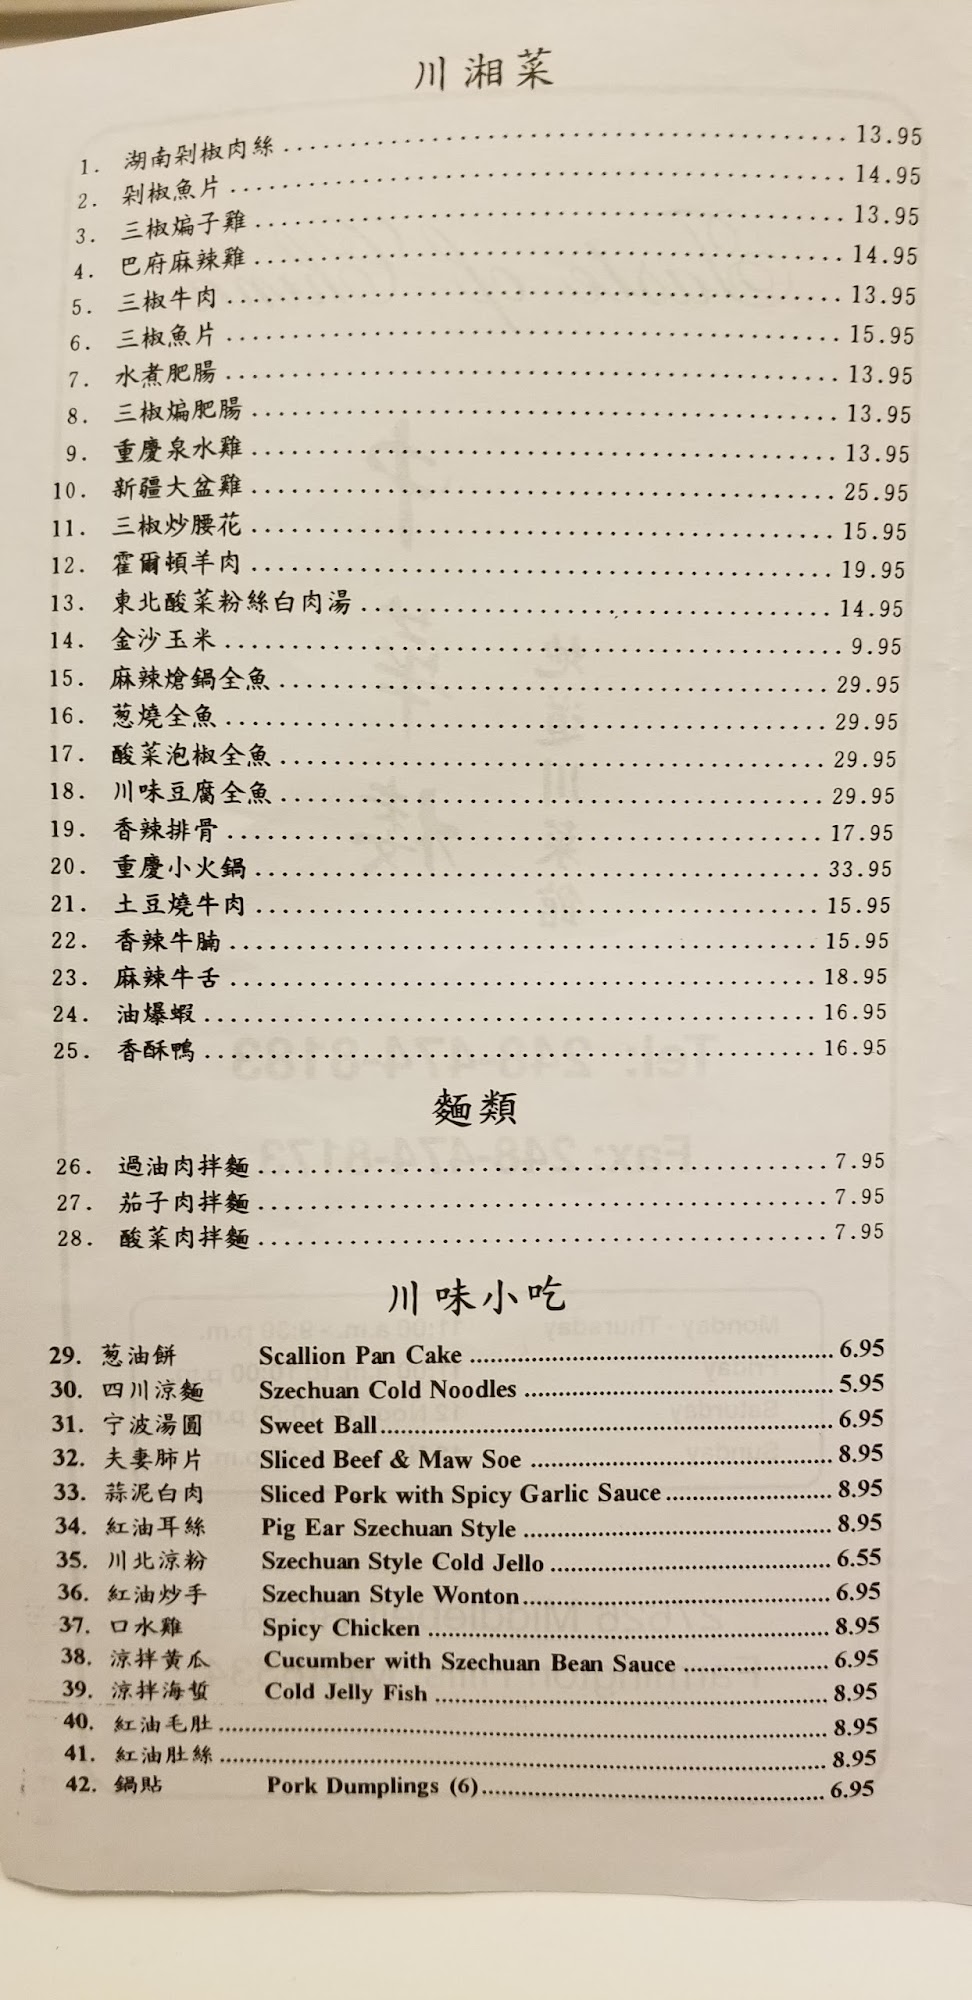 川湘菜
1. 湖南剁椒肉絲 13.95
2. 剁椒魚片 14.95
3. 三椒煸子雞 13.95
4. 巴府麻辣雞 14.95
5. 三椒牛肉 13.95
6. 三椒魚片 15.95
7. 水煮肥腸 13.95
8. 三椒煸肥腸 13.95
9. 重慶泉水雞 13.95
10. 新疆大盆雞 25.95
11. 三椒炒腰花 15.95
12. 霍爾頓羊肉 19.95
13. 東北酸菜粉絲白肉湯 14.95
14. 金沙玉米 9.95
15. 麻辣熗鍋全魚 29.95
16. 葱燒全魚 29.95
17. 酸菜泡椒全魚 29.95
18. 川味豆腐全魚 29.95
19. 香辣排骨 17.95
20. 重慶小火鍋 33.95
21. 土豆燒牛肉 15.95
22. 香辣牛腩 15.95
23. 麻辣牛舌 18.95
24. 油爆蝦 16.95
25. 香酥鴨 16.95
麵類
26. 過油肉拌麵 7.95
27. 茄子肉拌麵 7.95
28. 酸菜肉拌麵 7.95
川味小吃
29. 葱油餅 Scallion Pan Cake 6.95
30. 四川涼麵 Szechuan Cold Noodles 5.95
31. 宁波湯圓 Sweet Ball 6.95
32. 夫妻肺片 Sliced Beef & Maw Soe 8.95
33. 蒜泥白肉 Sliced Pork with Spicy Garlic Sauce 8.95
34. 紅油耳絲 Pig Ear Szechuan Style 8.95
35. 川北涼粉 Szechuan Style Cold Jello 6.55
36. 紅油炒手 Szechuan Style Wonton 6.95
37. 口水雞 Spicy Chicken 8.95
38. 涼拌黃瓜 Cucumber with Szechuan Bean Sauce 6.95
39. 涼拌海蜇 Cold Jelly Fish 8.95
40. 紅油毛肚 8.95
41. 紅油肚絲 8.95
42. 鍋貼 Pork Dumplings (6) 6.95